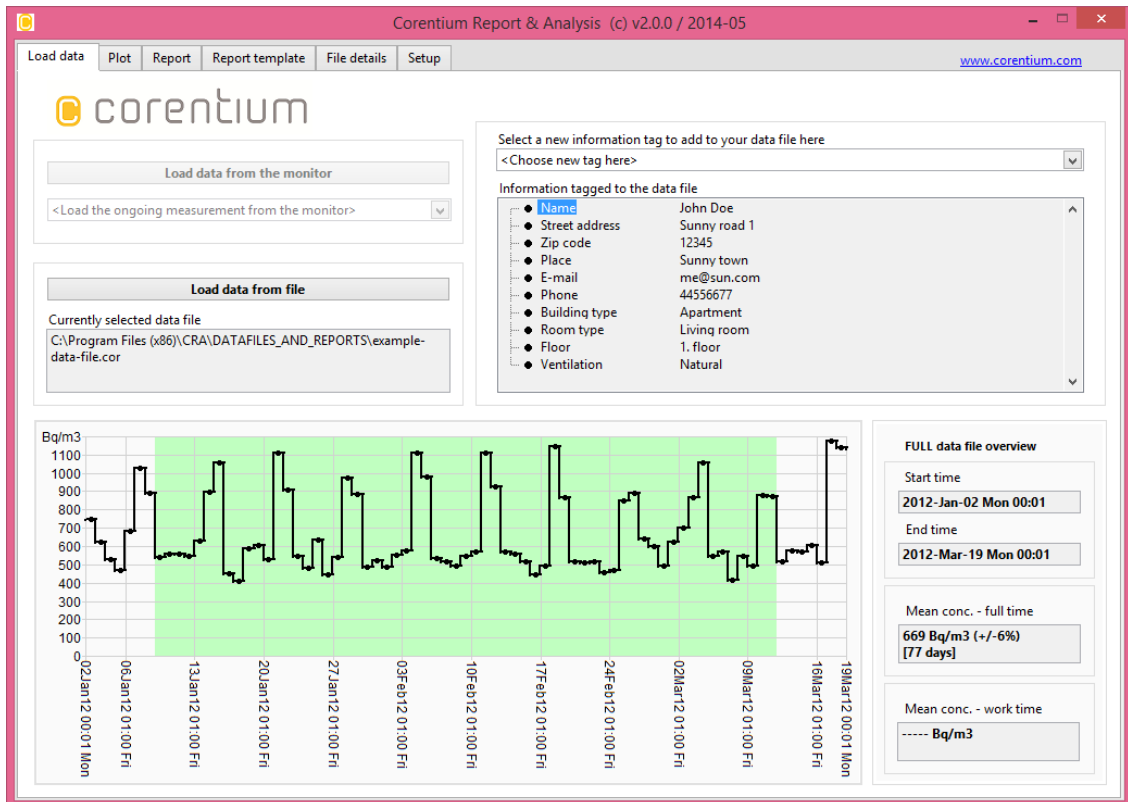 Corentium Report & Analysis (c) v2.0.0 / 2014-05
Load data
Plot
Report
Report template
File details
Setup
www.corentium.com
corentium
Load data from the monitor
<Load the ongoing measurement from the monitor>
Load data from file
Currently selected data file
C:\Program Files (x86)\CRA\DATAFILES_AND_REPORTS\example-
data-file.cor
Select a new information tag to add to your data file here
<Choose new tag here>
Information tagged to the data file
Name John Doe
Street address Sunny road 1
Zip code 12345
Place Sunny town
E-mail me@sun.com
Phone 44556677
Building type Apartment
Room type Living room
Floor 1. floor
Ventilation Natural
Bq/m3
1100
1000
900
800
700
600
500
400
300
200
100
0
02Jan12 00:01 Mon
06Jan12 01:00 Fri
13Jan12 01:00 Fri
20Jan12 01:00 Fri
27Jan12 01:00 Fri
03Feb12 01:00 Fri
10Feb12 01:00 Fri
17Feb12 01:00 Fri
24Feb12 01:00 Fri
02Mar12 01:00 Fri
09Mar12 01:00 Fri
16Mar12 01:00 Fri
19Mar12 00:01 Mon
FULL data file overview
Start time
2012-Jan-02 Mon 00:01
End time
2012-Mar-19 Mon 00:01
Mean conc. - full time
669 Bq/m3 (+/-6%)
[77 days]
Mean conc. - work time
----- Bq/m3